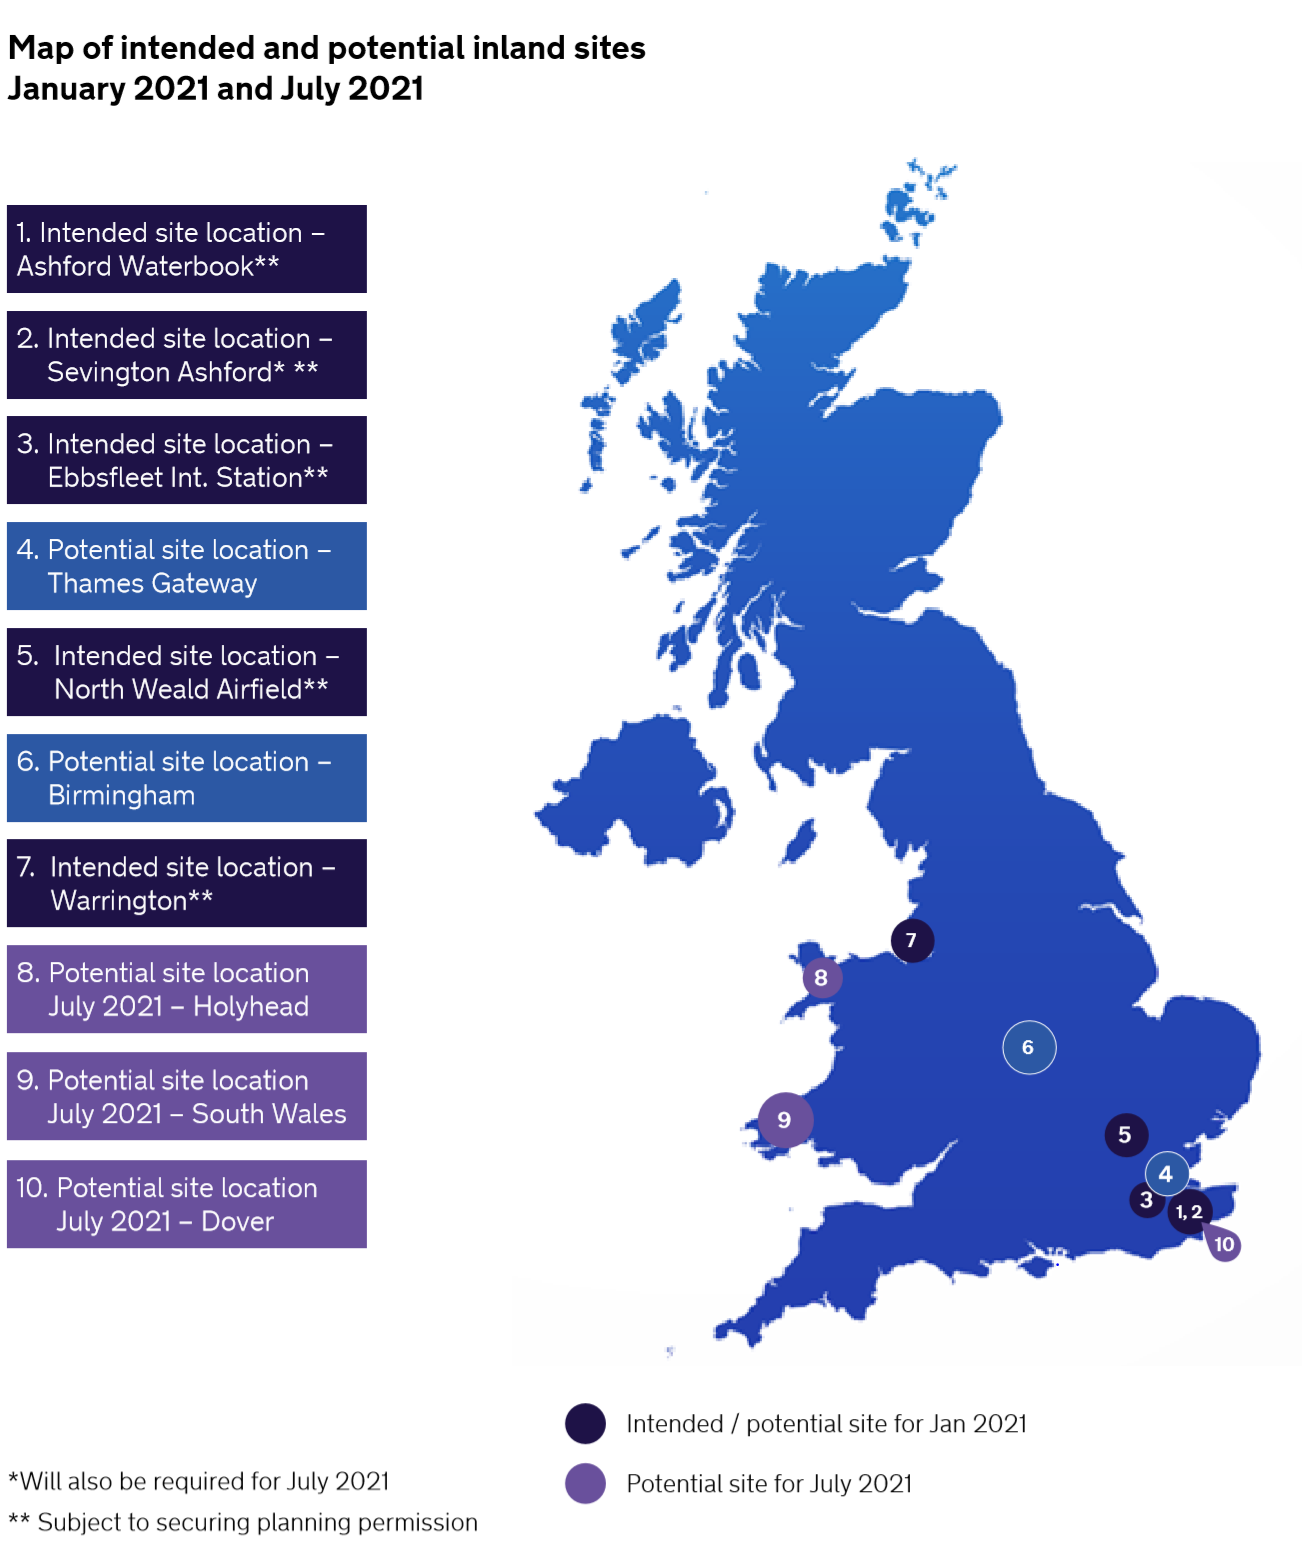 Map of intended and potential inland sites
January 2021 and July 2021
1. Intended site location –
Ashford Waterbook**
2. Intended site location –
Sevington Ashford* **
3. Intended site location –
Ebbsfleet Int. Station**
4. Potential site location –
Thames Gateway
5. Intended site location –
North Weald Airfield**
6. Potential site location –
Birmingham
7. Intended site location –
Warrington**
8. Potential site location
July 2021 – Holyhead
9. Potential site location
July 2021 – South Wales
10. Potential site location
July 2021 – Dover
7
8
6
9
5
4
3
1, 2
10
Intended / potential site for Jan 2021
Potential site for July 2021
*Will also be required for July 2021
** Subject to securing planning permission